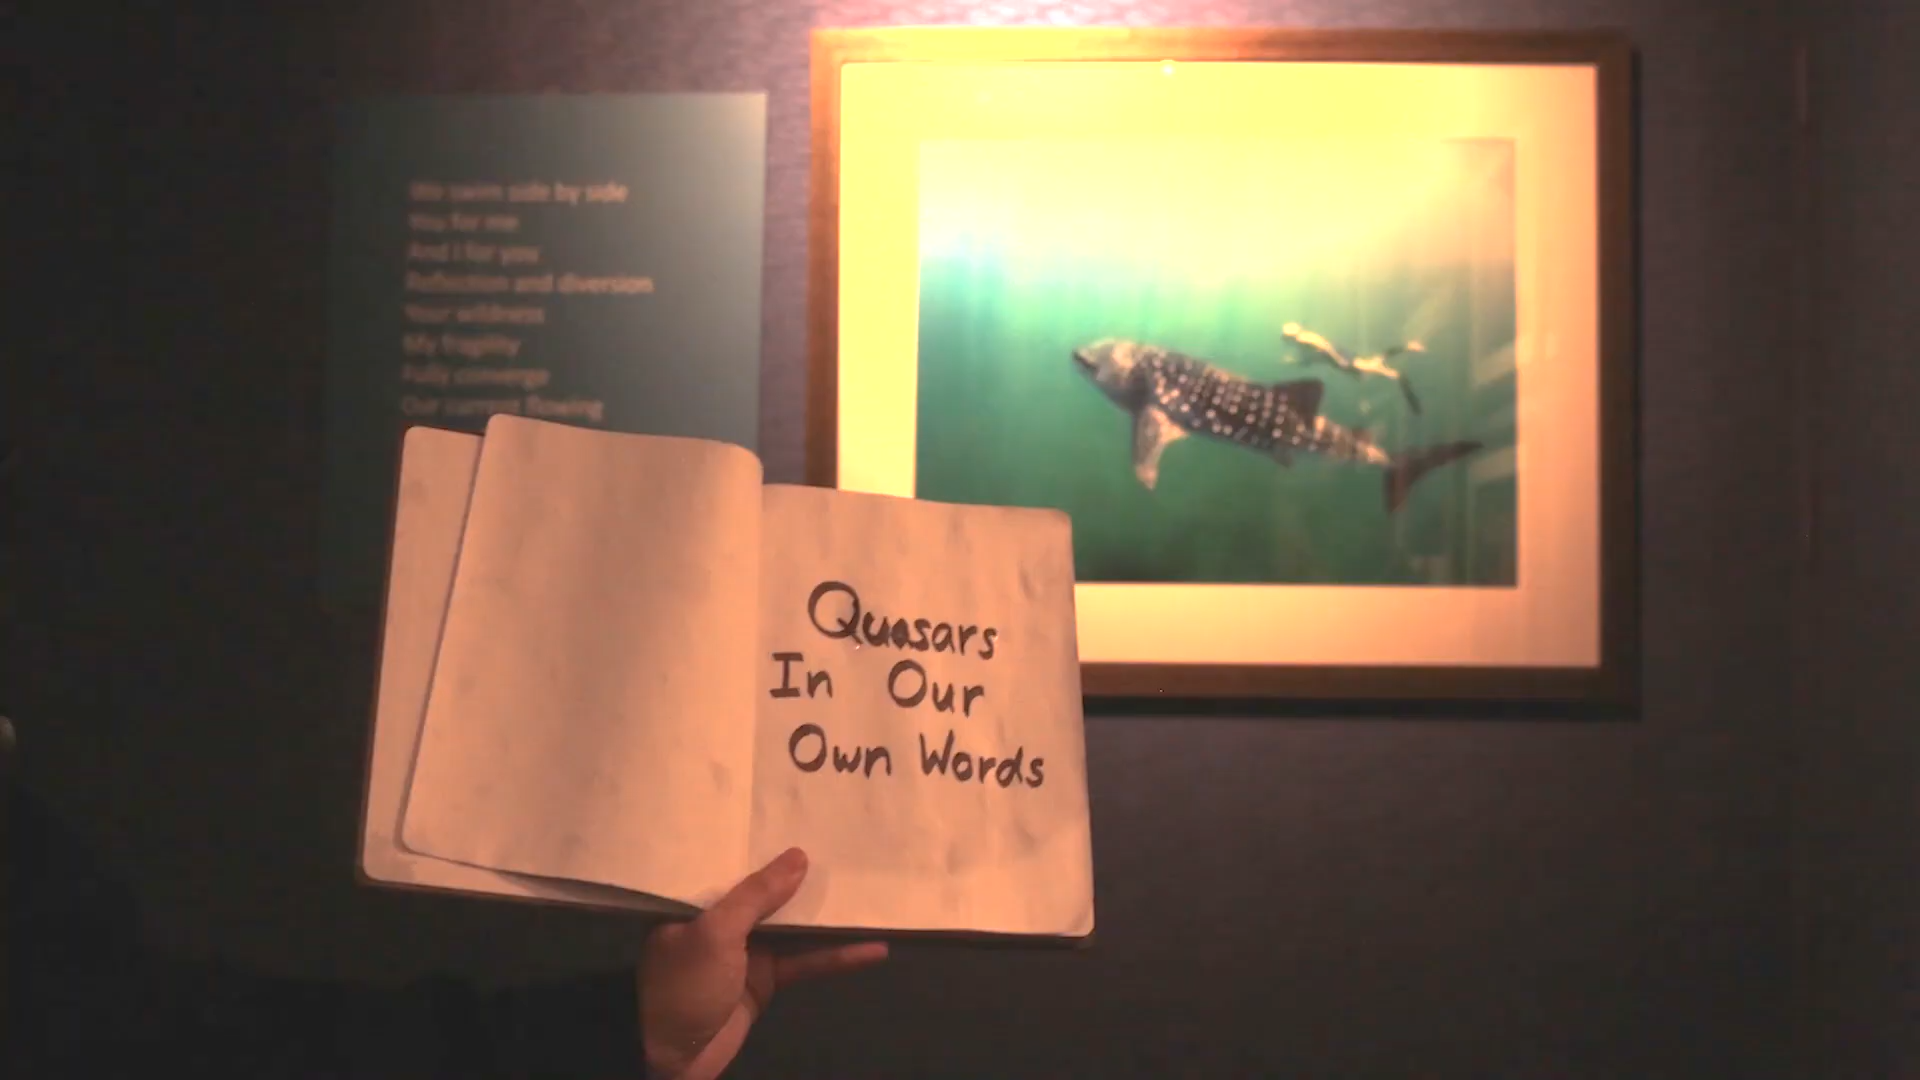 We swim side by side
You for me
And I for you
Reflection and diversion
Your wildness
My fragility
Fully converge
Our current flowing
Quasars
In Our
Own Words